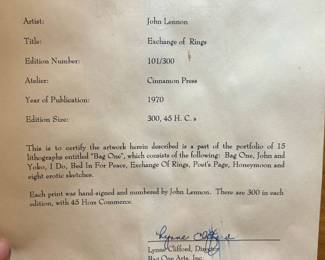 Artist: John Lennon
Title: Exchange of Rings
Edition Number: 101/300
Atelier: Cinnamon Press
Year of Publication: 1970
Edition Size: 300, 45 H. C. s
This is to certify the artwork herein described is a part of the portfolio of 15
lithographs entitled "Bag One", which consists of the following: Bag One, John and
Yoko, I Do, Bed In For Peace, Exchange Of Rings, Poet's Page, Honeymoon and
eight erotic sketches.
Each print was hand-signed and numbered by John Lennon. There are 300 in each
edition, with 45 Hors Commerce.
Lynne Clifford
Lynne Clifford, Director
Bag One Arts, Inc.